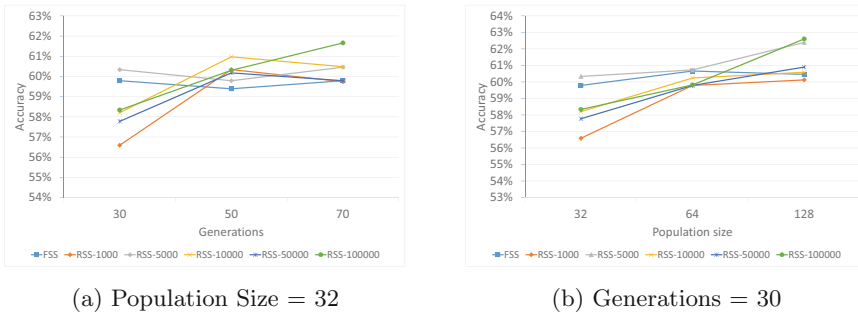 63%
62%
61%
60%
59%
58%
57%
56%
55%
54%
Accuracy
30 50 70
Generations
FSS RSS-1000 RSS-5000 RSS-10000 RSS-50000 RSS-100000
(a) Population Size = 32
64%
63%
62%
61%
60%
59%
58%
57%
56%
55%
54%
53%
Accuracy
32 64 128
Population size
FSS RSS-1000 RSS-5000 RSS-10000 RSS-50000 RSS-100000
(b) Generations = 30